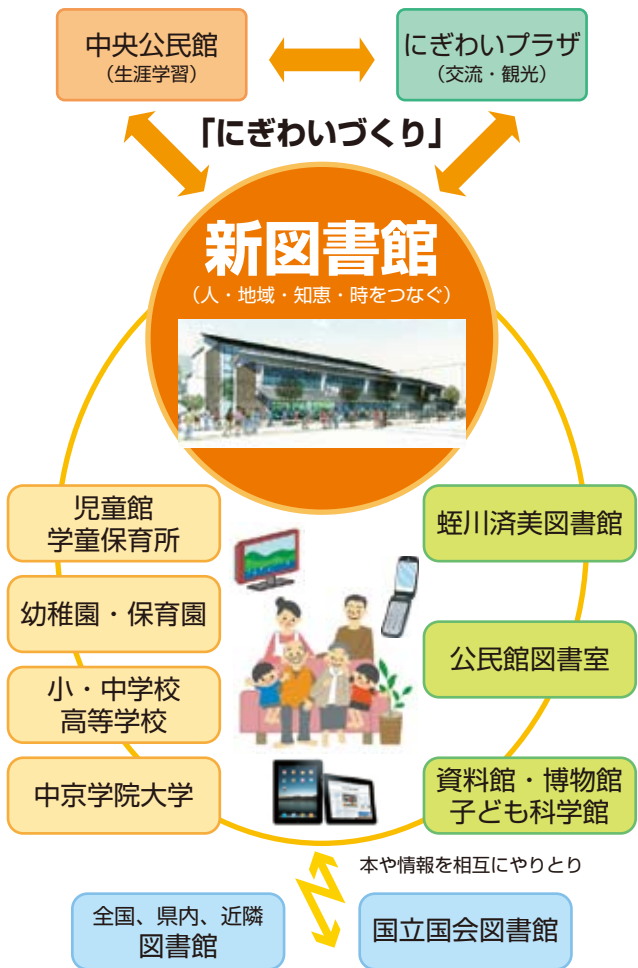 中央公民館
（生涯学習）
にぎわいプラザ
（交流・観光）
「にぎわいづくり」
新図書館
（人・地域・知恵・時をつなぐ）
児童館
学童保育所
幼稚園・保育園
小・中学校
高等学校
中京学院大学
蛭川済美図書館
公民館図書室
資料館・博物館
子ども科学館
本や情報を相互にやりとり
全国、県内、近隣
図書館
国立国会図書館